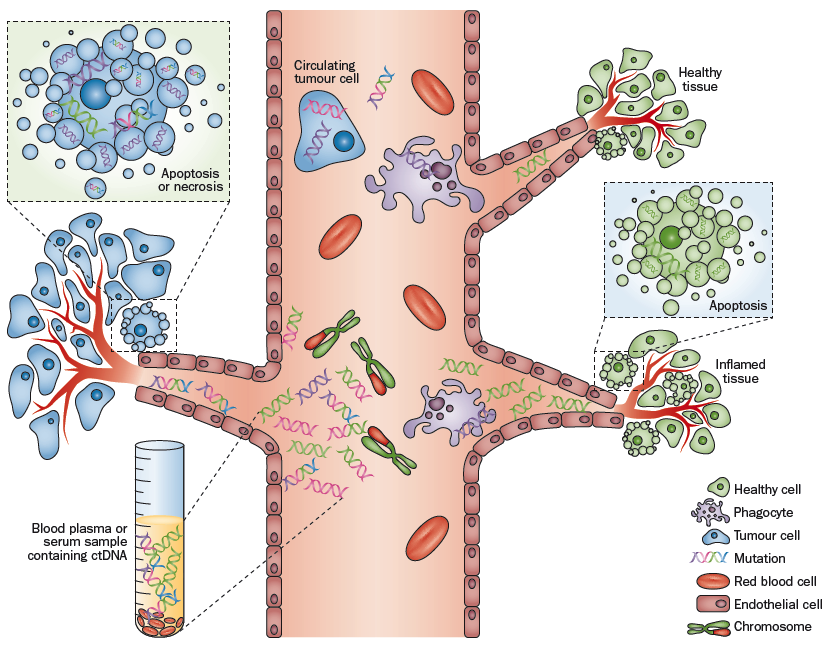 Circulating
tumour cell
Healthy
tissue
Apoptosis
or necrosis
Apoptosis
Inflamed
tissue
Blood plasma or
serum sample
containing ctDNA
Healthy cell
Phagocyte
Tumour cell
Mutation
Red blood cell
Endothelial cell
Chromosome